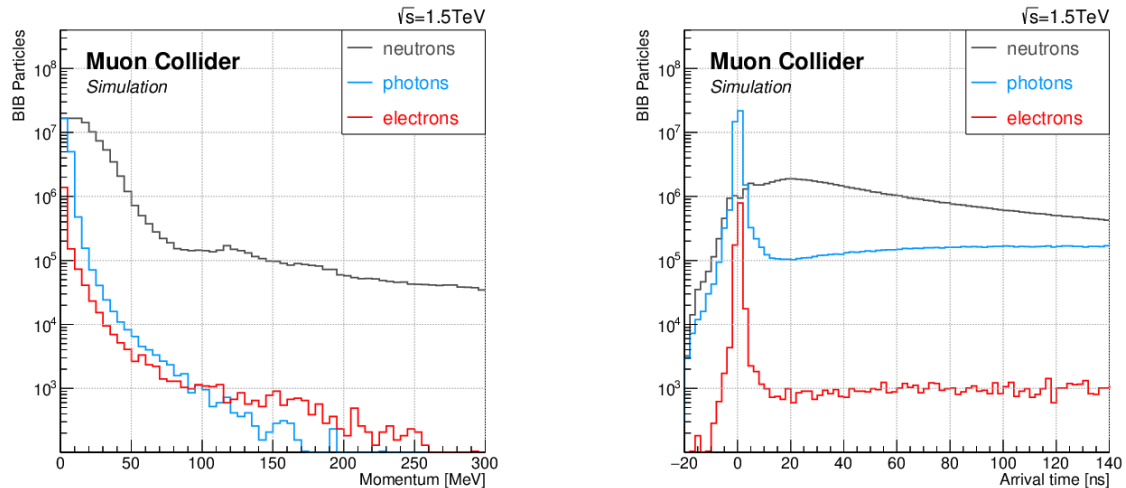 √s=1.5TeV
BIB Particles
Muon Collider
Simulation
neutrons
photons
electrons
10⁸
10⁷
10⁶
10⁵
10⁴
10³
0 50 100 150 200 250 300
Momentum [MeV]
√s=1.5TeV
BIB Particles
Muon Collider
Simulation
neutrons
photons
electrons
10⁸
10⁷
10⁶
10⁵
10⁴
10³
−20 0 20 40 60 80 100 120 140
Arrival time [ns]